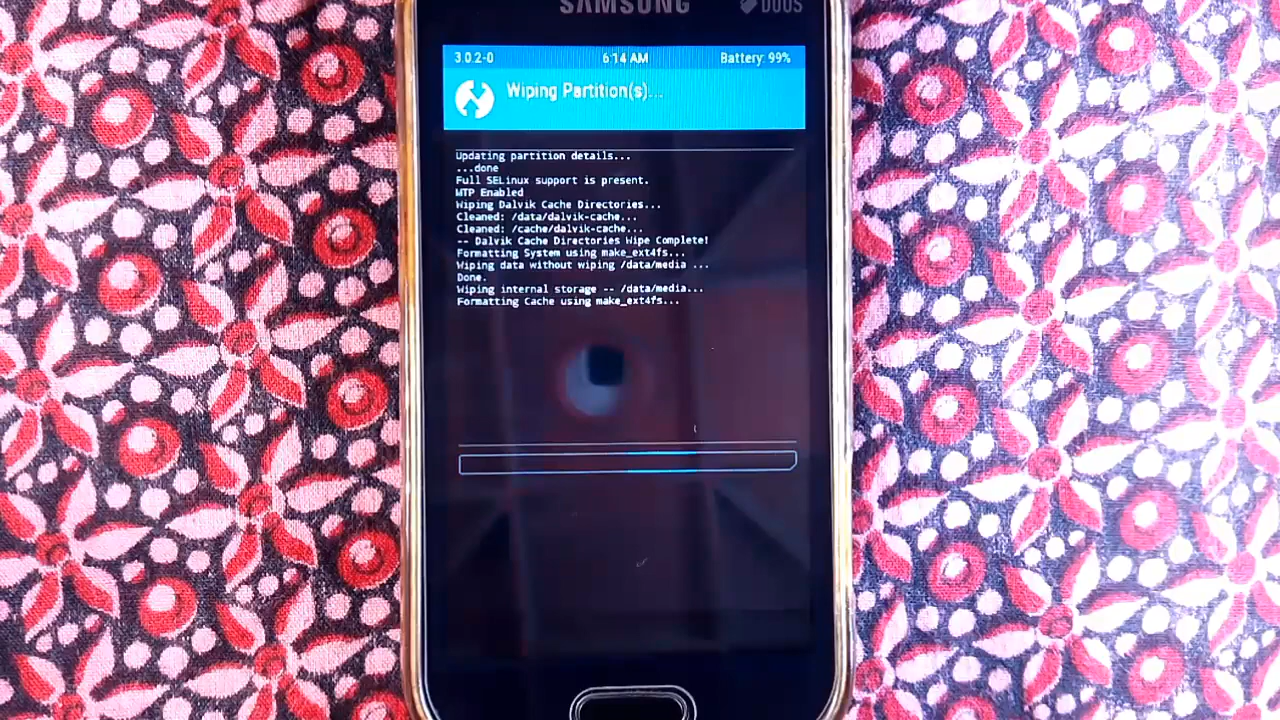 SAMSUNG DUOS
3.0.2-0 6:14 AM Battery: 99%
Wiping Partition(s)...
Updating partition details...
...done
Full SELinux support is present.
MTP Enabled
Wiping Dalvik Cache Directories...
Cleaned: /data/dalvik-cache...
Cleaned: /cache/dalvik-cache...
-- Dalvik Cache Directories Wipe Complete!
Formatting System using make_ext4fs...
Wiping data without wiping /data/media ...
Done.
Wiping internal storage -- /data/media...
Formatting Cache using make_ext4fs...